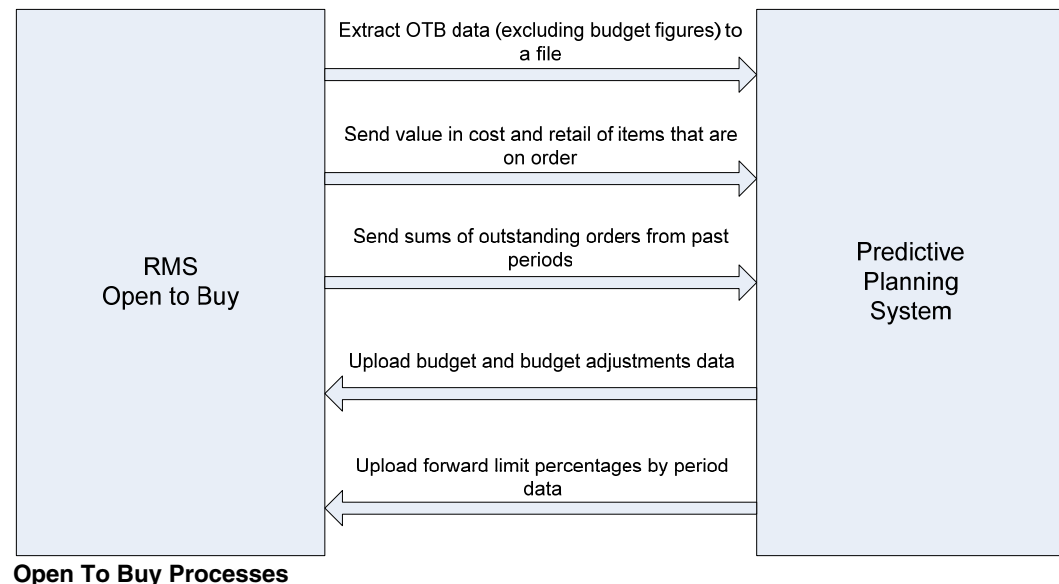 Extract OTB data (excluding budget figures) to
a file
Send value in cost and retail of items that are
on order
Send sums of outstanding orders from past
periods
RMS
Open to Buy
Predictive
Planning
System
Upload budget and budget adjustments data
Upload forward limit percentages by period
data
Open To Buy Processes